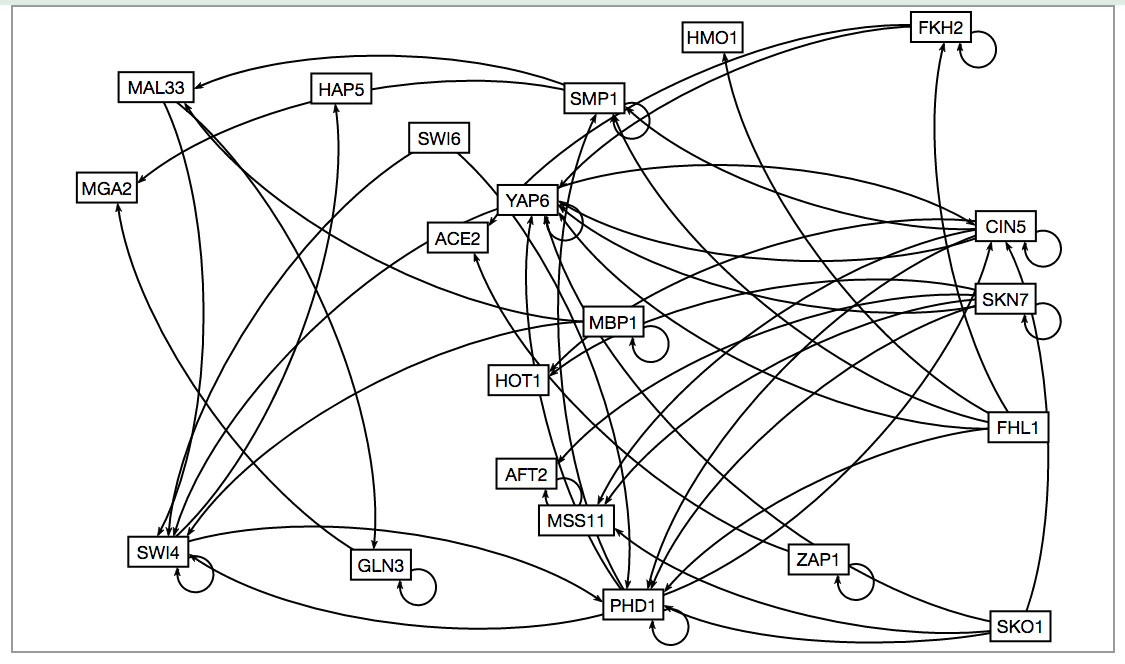 FKH2
HMO1
MAL33
HAP5
SMP1
SWI6
MGA2
YAP6
ACE2
CIN5
SKN7
MBP1
HOT1
FHL1
AFT2
MSS11
SWI4
GLN3
ZAP1
PHD1
SKO1